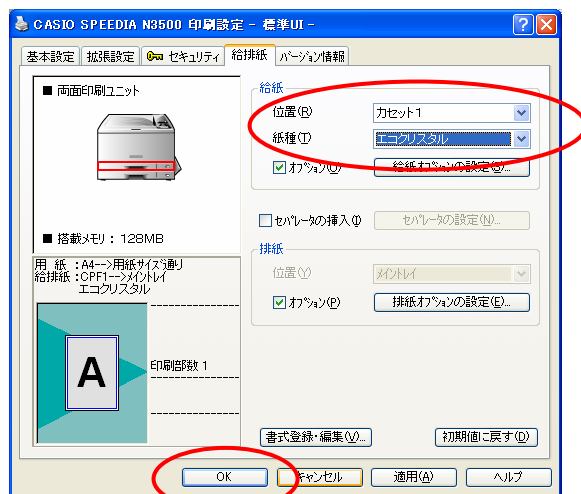 CASIO SPEEDIA N3500 印刷設定 - 標準UI -
基本設定 拡張設定 セキュリティ 給排紙 バージョン情報
■ 両面印刷ユニット
■ 搭載メモリ: 128MB
用 紙 :A4-->用紙サイズ通り
給排紙:CPF1-->メイントレイ
エコクリスタル
A
印刷部数 1
給紙
位置(R) カセット1
紙種(T) エコクリスタル
オプション(O) 給紙オプションの設定(S)...
セパレータの挿入(I) セパレータの設定(N)...
排紙
位置(Y) メイントレイ
オプション(P) 排紙オプションの設定(E)...
書式登録・編集(V)... 初期値に戻す(D)
OK キャンセル 適用(A) ヘルプ